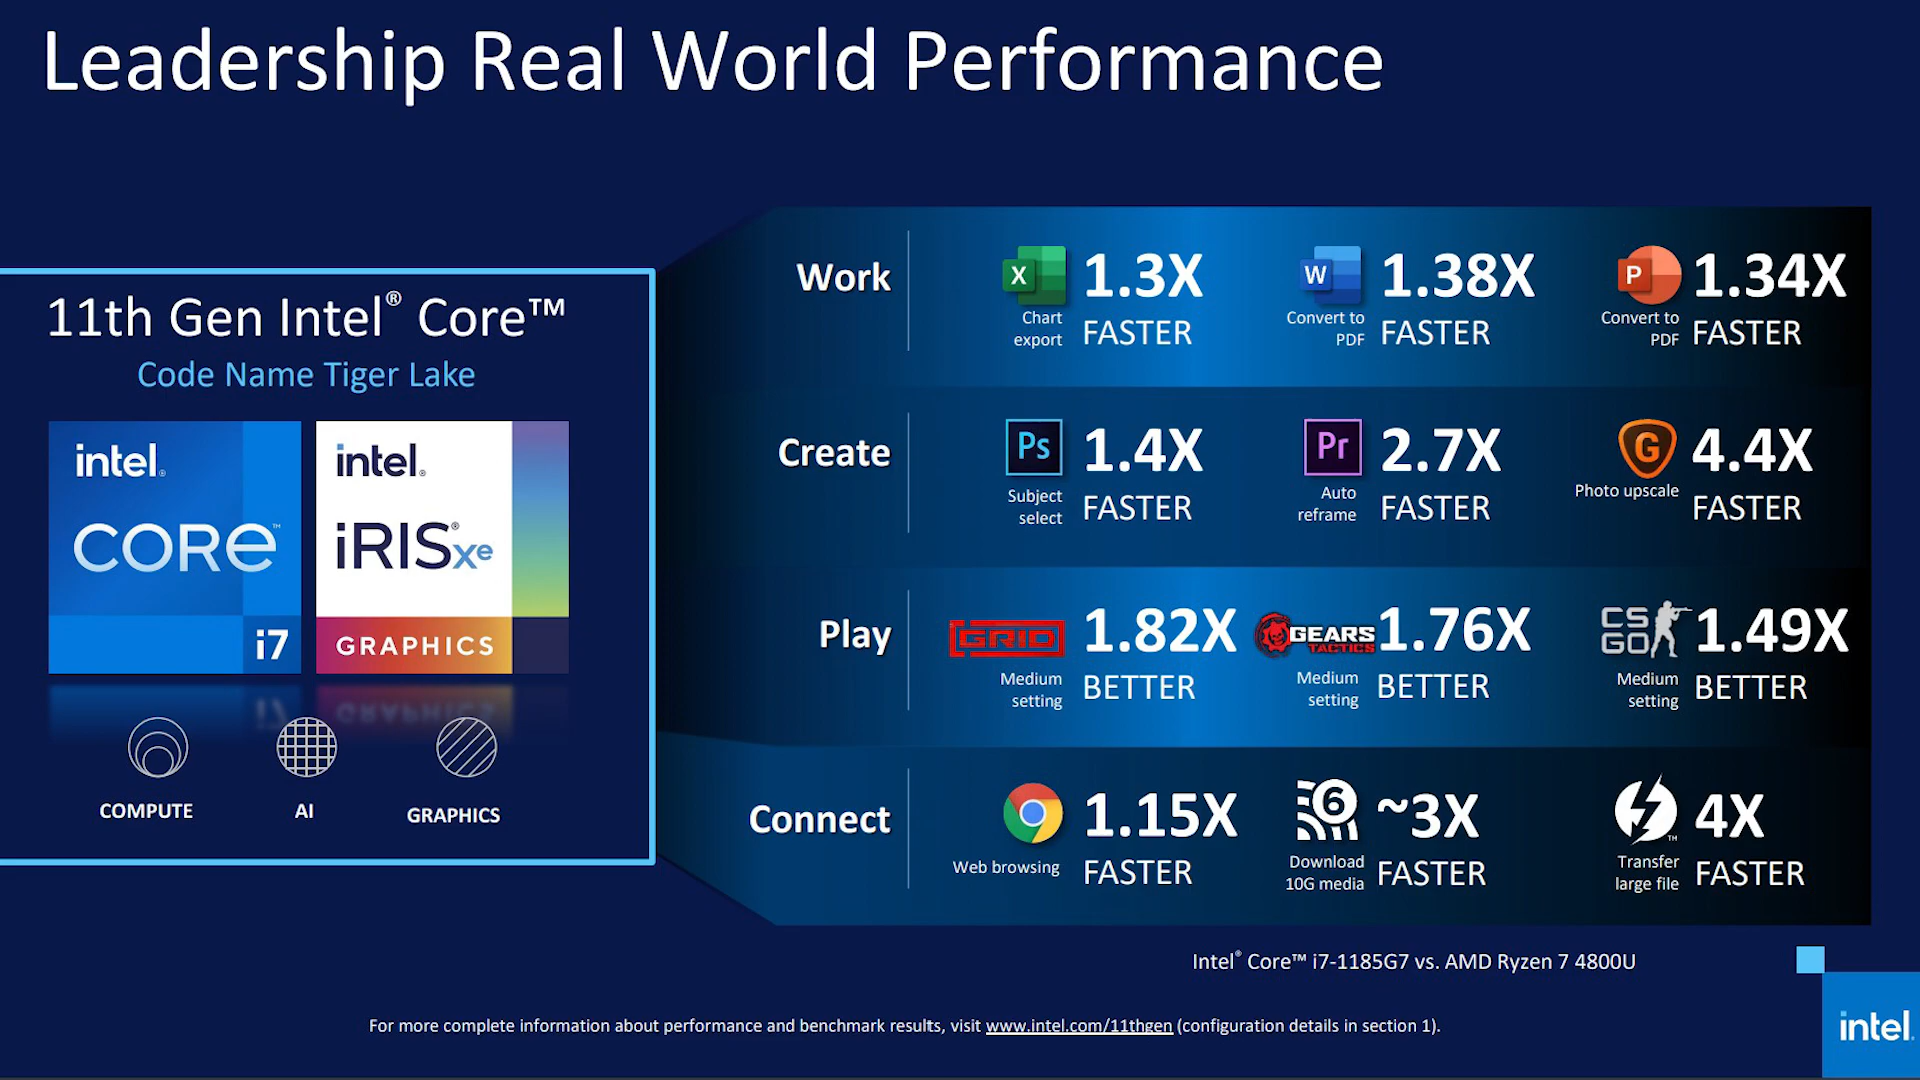 Leadership Real World Performance
11th Gen Intel® Core™
Code Name Tiger Lake
intel®
CORE™
i7
intel®
iRIS® Xe
GRAPHICS
COMPUTE
AI
GRAPHICS
Work
X
1.3X
Chart
export
FASTER
W
1.38X
Convert to
PDF
FASTER
P
1.34X
Convert to
PDF
FASTER
Create
Ps
1.4X
Subject
select
FASTER
Pr
2.7X
Auto
reframe
FASTER
G
4.4X
Photo upscale
FASTER
Play
GRID
1.82X
Medium
setting
BETTER
GEARS
TACTICS
1.76X
Medium
setting
BETTER
CS
GO
1.49X
Medium
setting
BETTER
Connect
1.15X
Web browsing
FASTER
6
~3X
Download
10G media
FASTER
™
4X
Transfer
large file
FASTER
Intel® Core™ i7-1185G7 vs. AMD Ryzen 7 4800U
For more complete information about performance and benchmark results, visit www.intel.com/11thgen (configuration details in section 1).
intel.